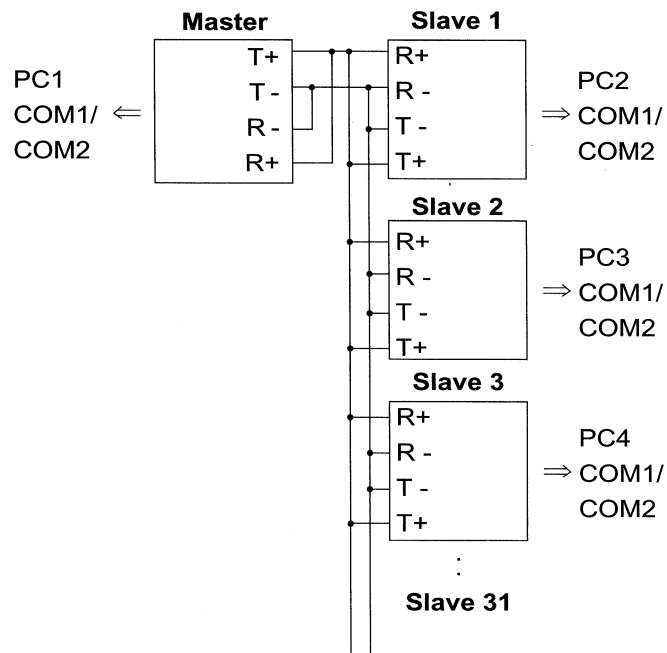 Master
T+
T -
R -
R+
PC1
COM1/
COM2
Slave 1
R+
R -
T -
T+
PC2
COM1/
COM2
Slave 2
R+
R -
T -
T+
PC3
COM1/
COM2
Slave 3
R+
R -
T -
T+
PC4
COM1/
COM2
Slave 31